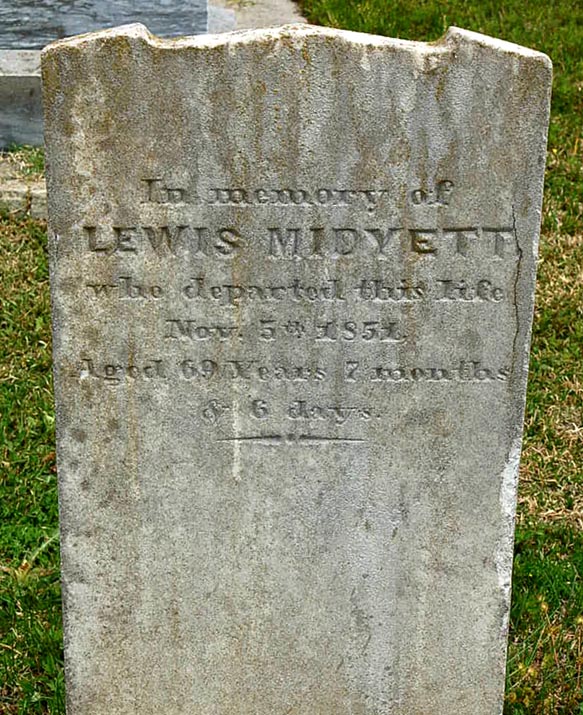 In memory of
LEWIS MIDYETT
who departed this life
Nov. 5th 1851,
Aged 69 Years 7 months
& 6 days.